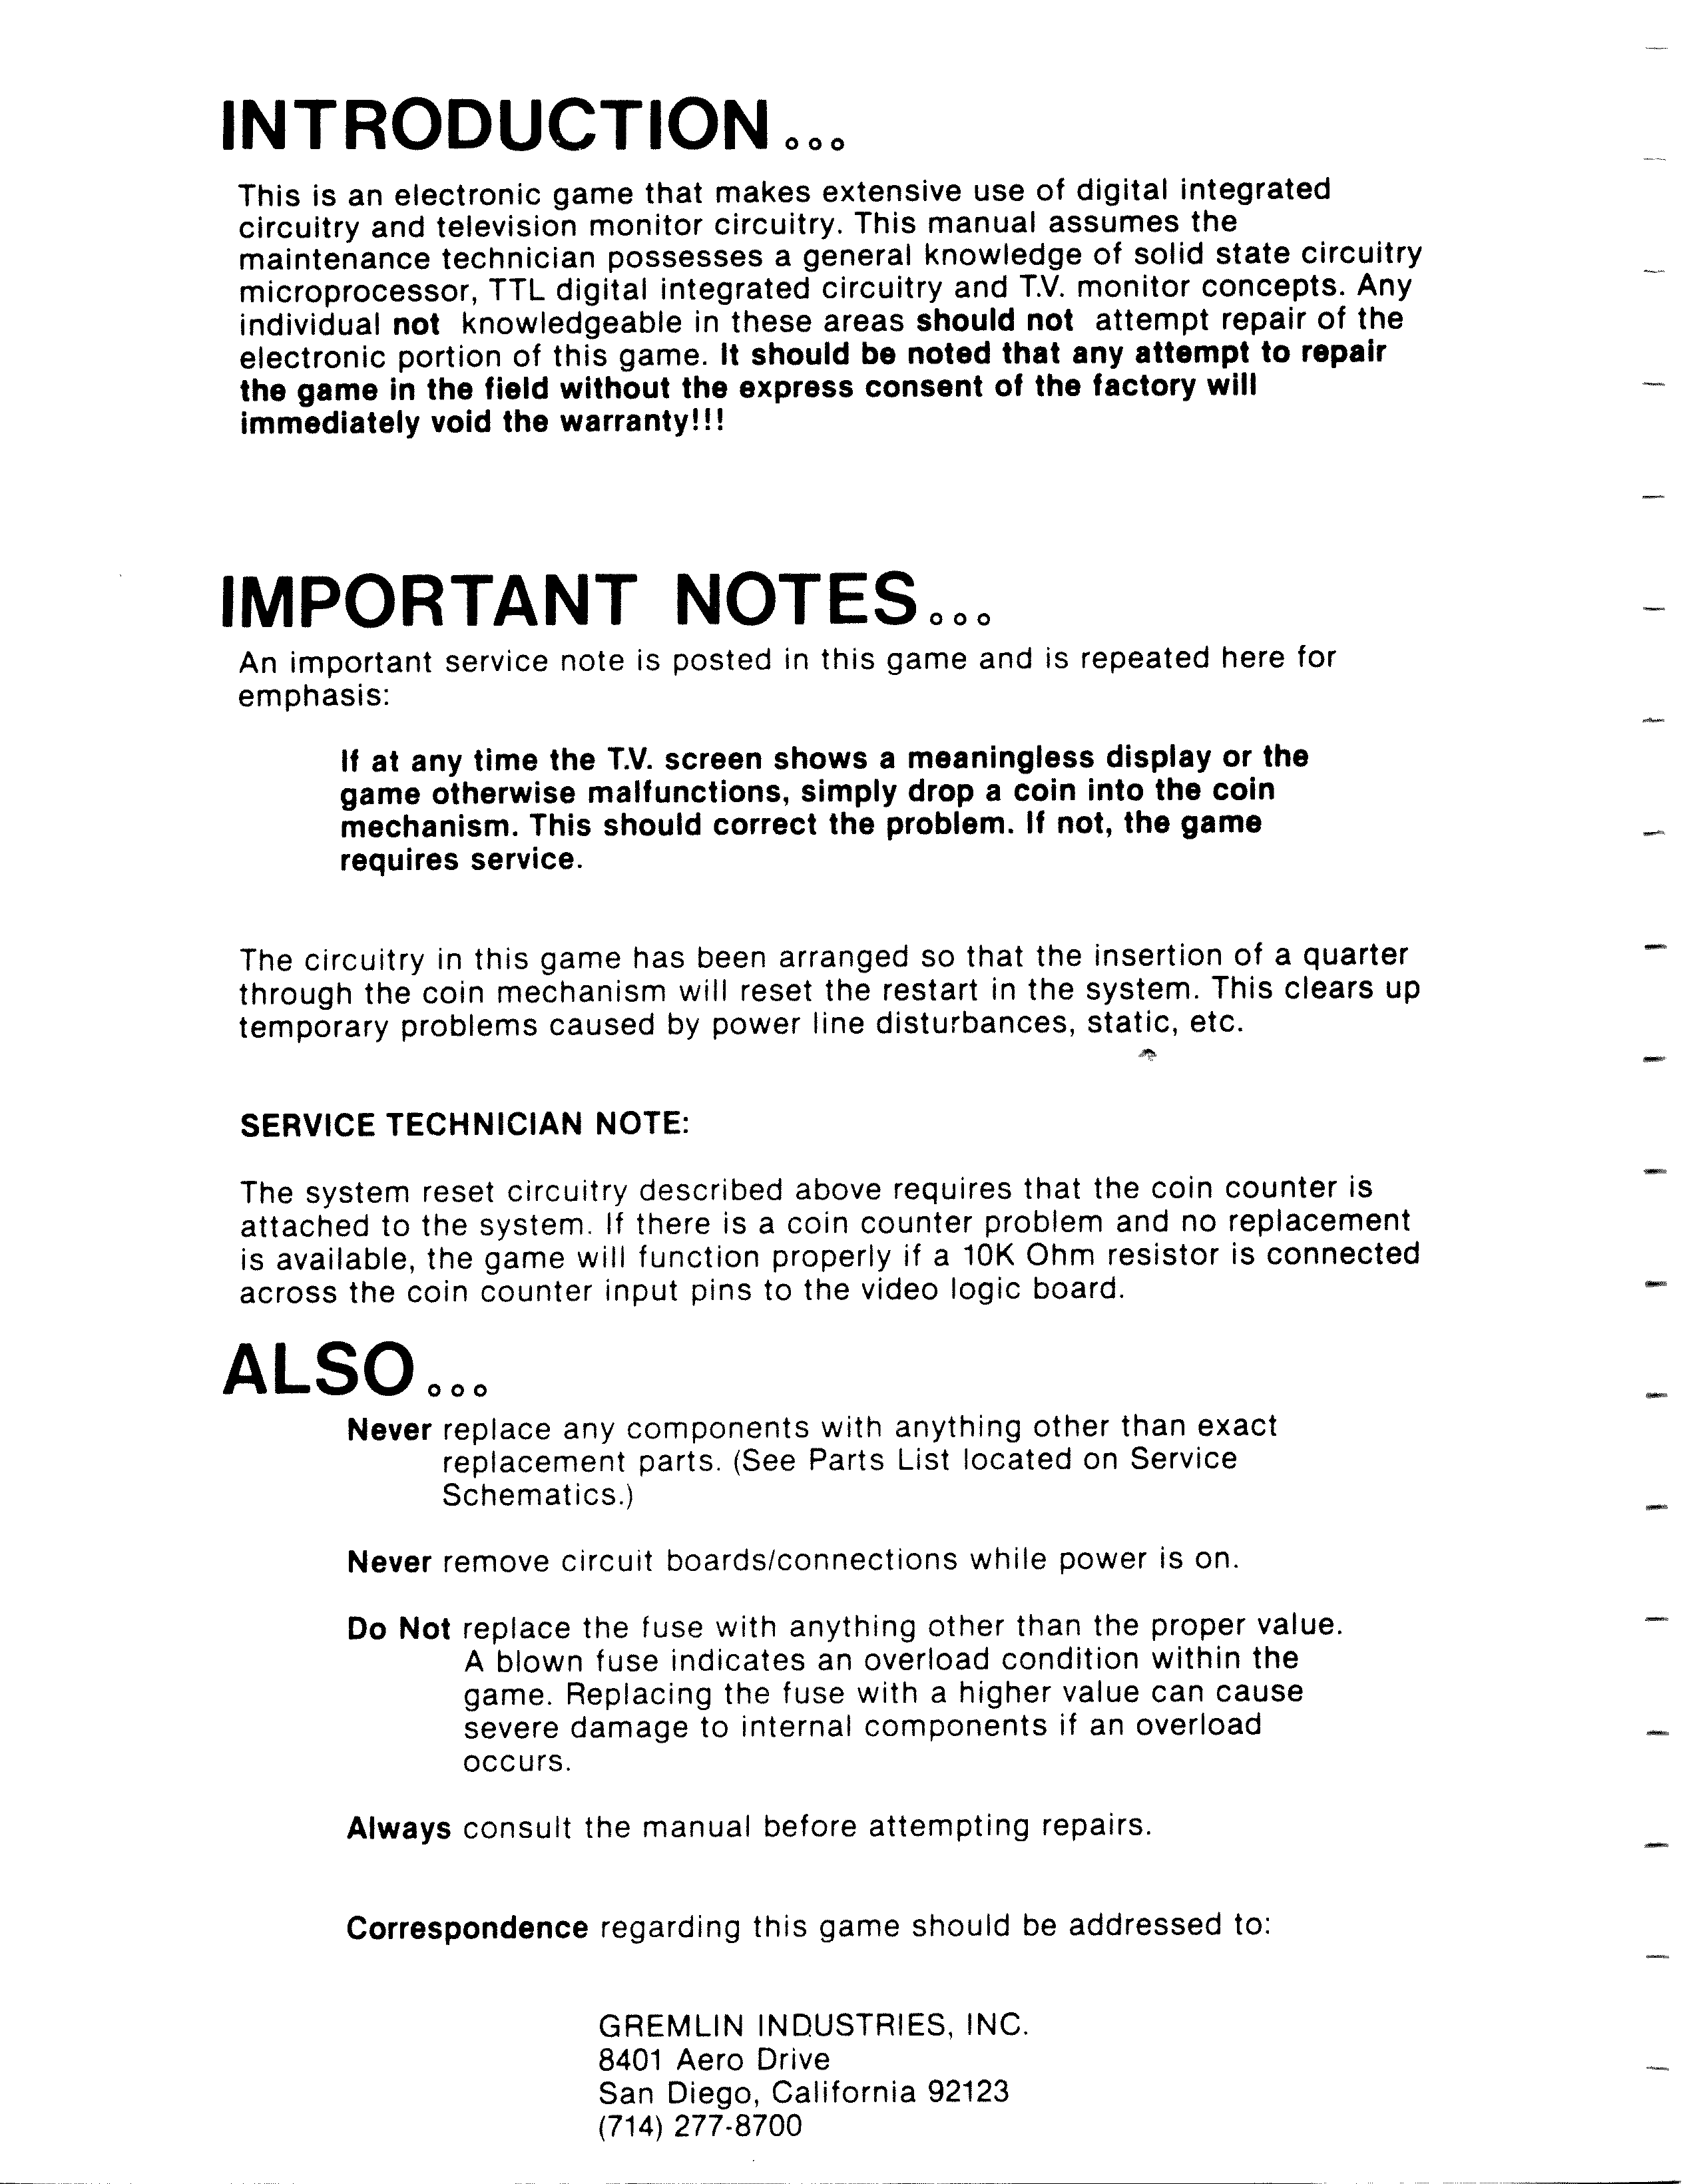 INTRODUCTION...
This is an electronic game that makes extensive use of digital integrated
circuitry and television monitor circuitry. This manual assumes the
maintenance technician possesses a general knowledge of solid state circuitry
microprocessor, TTL digital integrated circuitry and T.V. monitor concepts. Any
individual not knowledgeable in these areas should not attempt repair of the
electronic portion of this game. It should be noted that any attempt to repair
the game in the field without the express consent of the factory will
immediately void the warranty!!!
IMPORTANT NOTES...
An important service note is posted in this game and is repeated here for
emphasis:
If at any time the T.V. screen shows a meaningless display or the
game otherwise malfunctions, simply drop a coin into the coin
mechanism. This should correct the problem. If not, the game
requires service.
The circuitry in this game has been arranged so that the insertion of a quarter
through the coin mechanism will reset the restart in the system. This clears up
temporary problems caused by power line disturbances, static, etc.
SERVICE TECHNICIAN NOTE:
The system reset circuitry described above requires that the coin counter is
attached to the system. If there is a coin counter problem and no replacement
is available, the game will function properly if a 10K Ohm resistor is connected
across the coin counter input pins to the video logic board.
ALSO...
Never replace any components with anything other than exact
replacement parts. (See Parts List located on Service
Schematics.)
Never remove circuit boards/connections while power is on.
Do Not replace the fuse with anything other than the proper value.
A blown fuse indicates an overload condition within the
game. Replacing the fuse with a higher value can cause
severe damage to internal components if an overload
occurs.
Always consult the manual before attempting repairs.
Correspondence regarding this game should be addressed to:
GREMLIN INDUSTRIES, INC.
8401 Aero Drive
San Diego, California 92123
(714) 277-8700